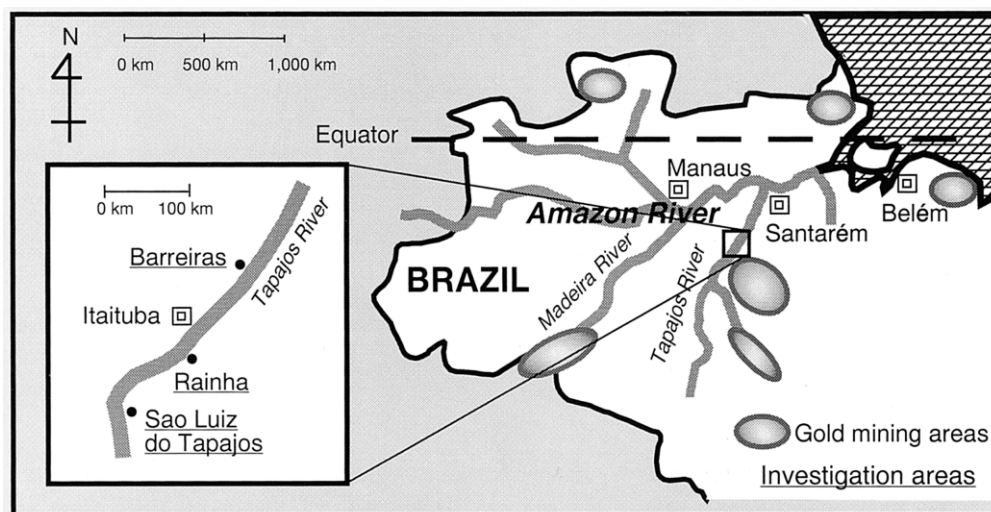 N
0 km 500 km 1,000 km
Equator
Manaus
Amazon River
Santarém
Belém
BRAZIL
Madeira River
Tapajos River
0 km 100 km
Barreiras
Tapajos River
Itaituba
Rainha
Sao Luiz
do Tapajos
Gold mining areas
Investigation areas